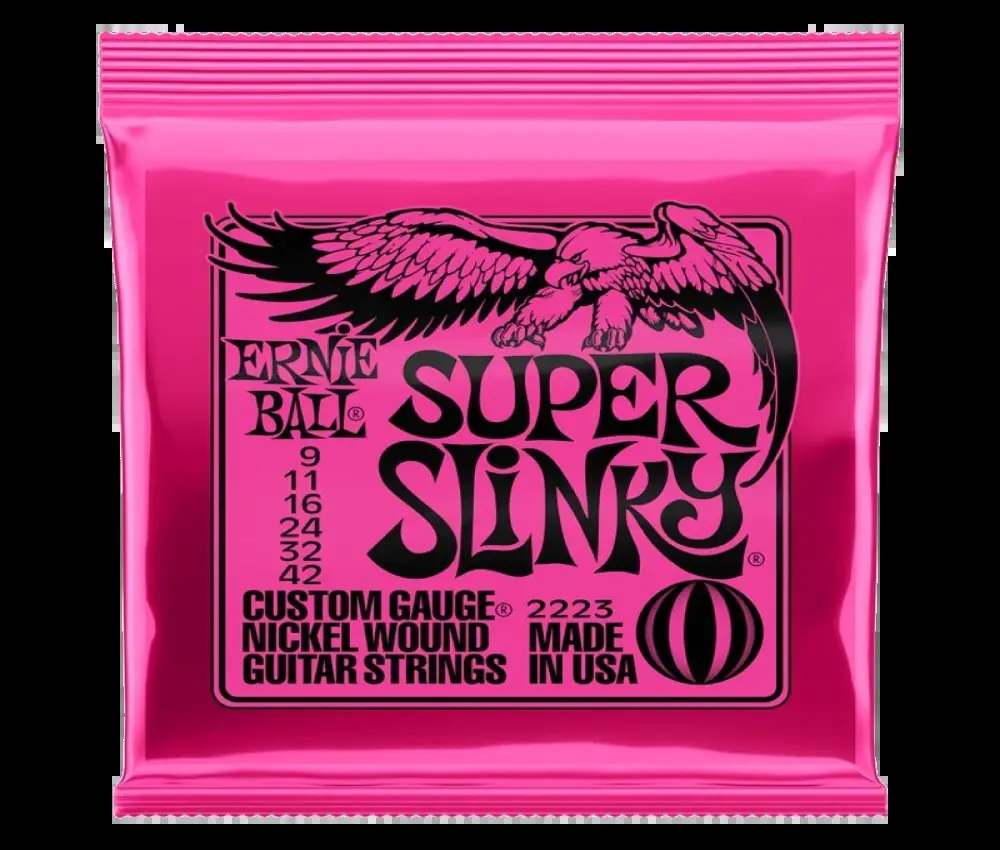 ERNIE
BALL®
SUPER
SLINKY®
9
11
16
24
32
42
CUSTOM GAUGE® 2223
NICKEL WOUND MADE
GUITAR STRINGS IN USA